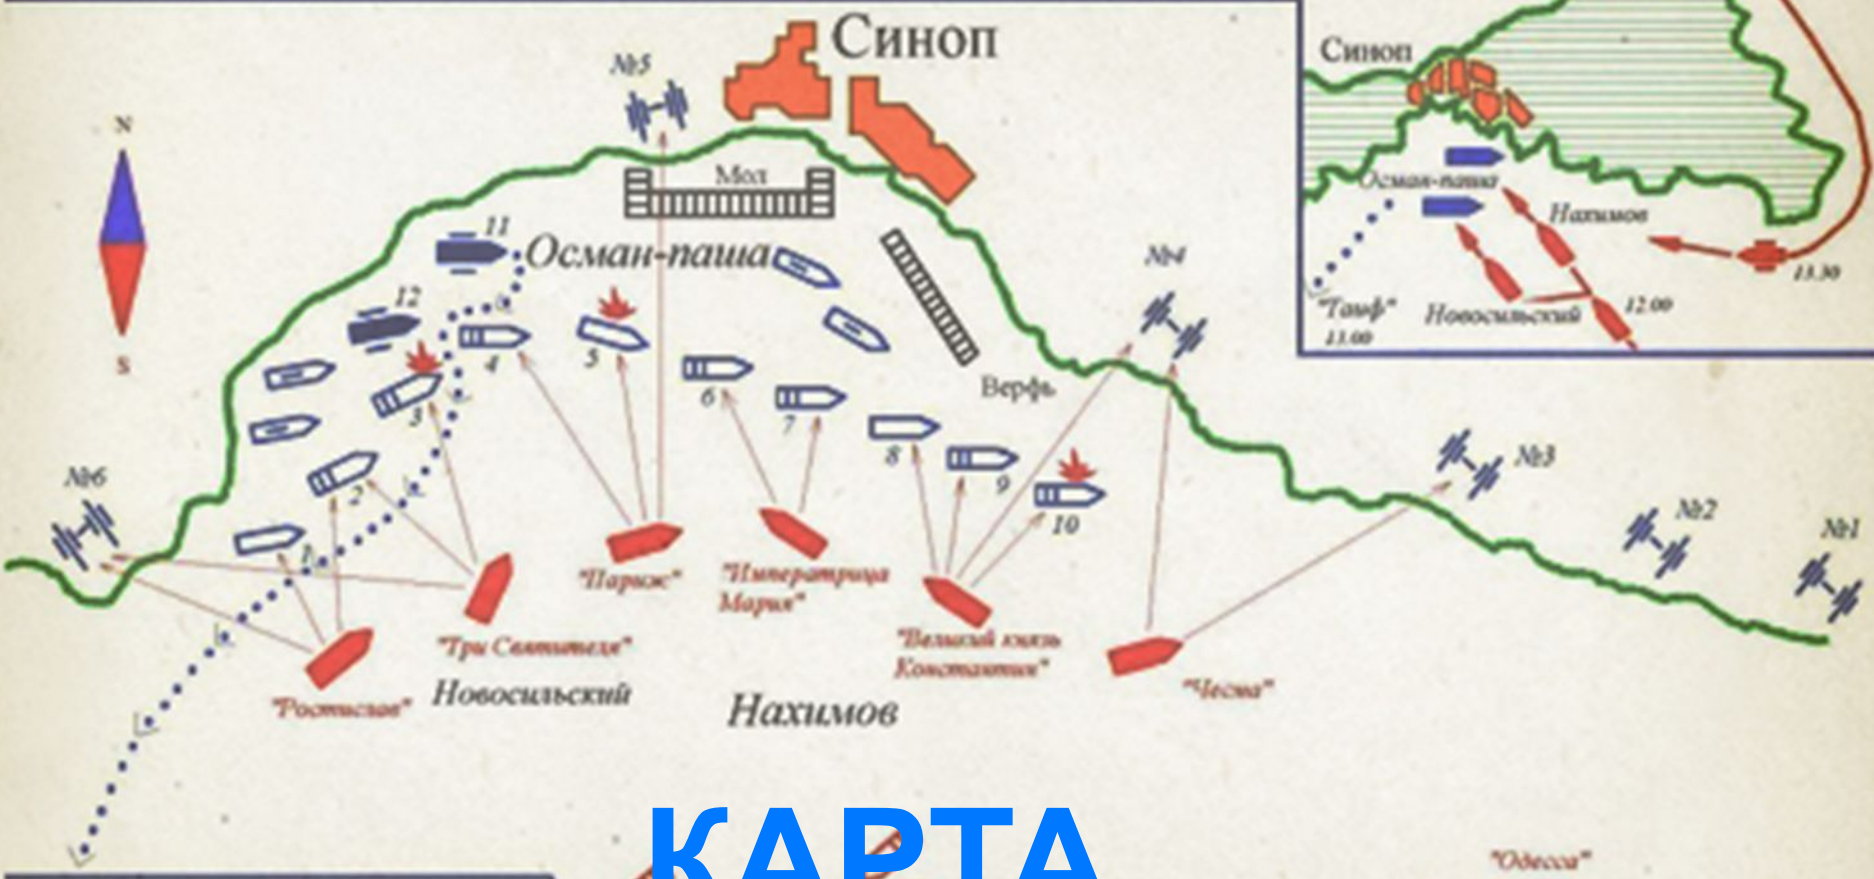 Синоп
№5
N
S
Мол
11
Осман-паша
12
4
5
3
6
7
2
8
9
10
1
№4
Верфь
№3
№2
№1
№6
"Париж"
"Императрица
Мария"
"Три Святителя"
"Великий князь
Константин"
"Чесма"
"Ростислав"
Новосильский
Нахимов
Синоп
Осман-паша
Нахимов
13.30
"Таиф"
13.00
Новосильский
12.00
КАРТА
"Одесса"